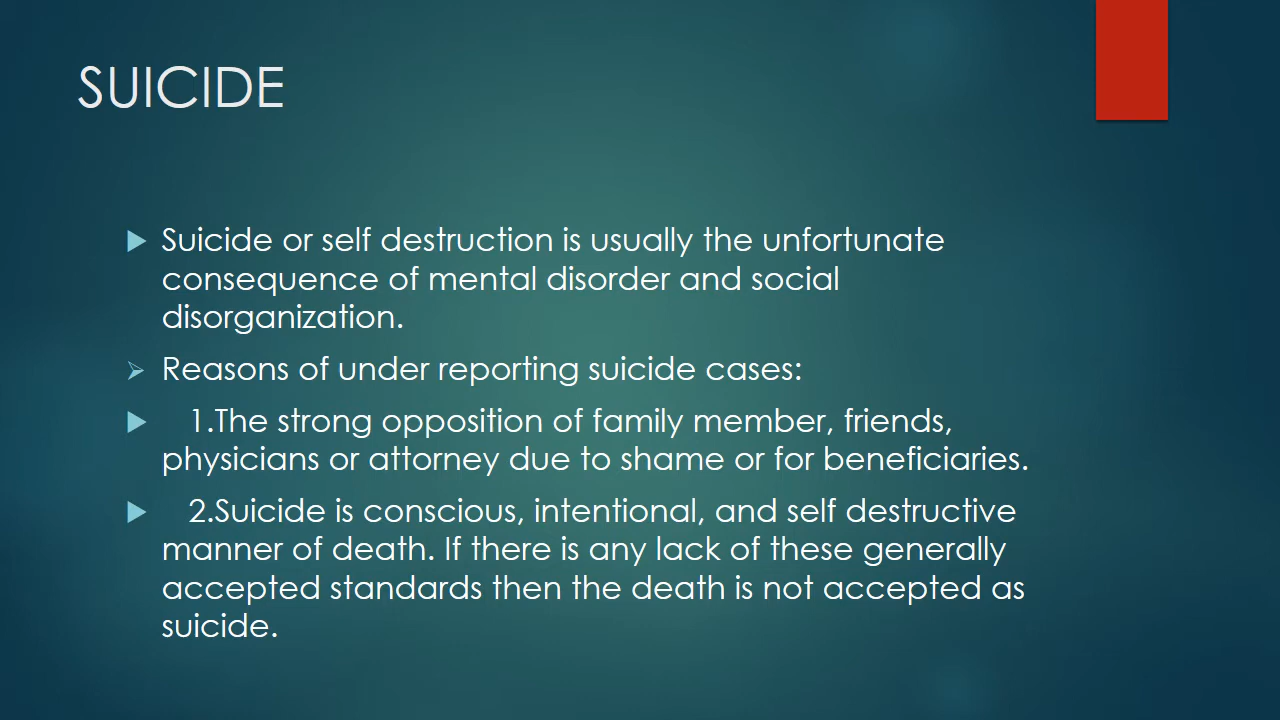 SUICIDE
Suicide or self destruction is usually the unfortunate
consequence of mental disorder and social
disorganization.
Reasons of under reporting suicide cases:
1.The strong opposition of family member, friends,
physicians or attorney due to shame or for beneficiaries.
2.Suicide is conscious, intentional, and self destructive
manner of death. If there is any lack of these generally
accepted standards then the death is not accepted as
suicide.